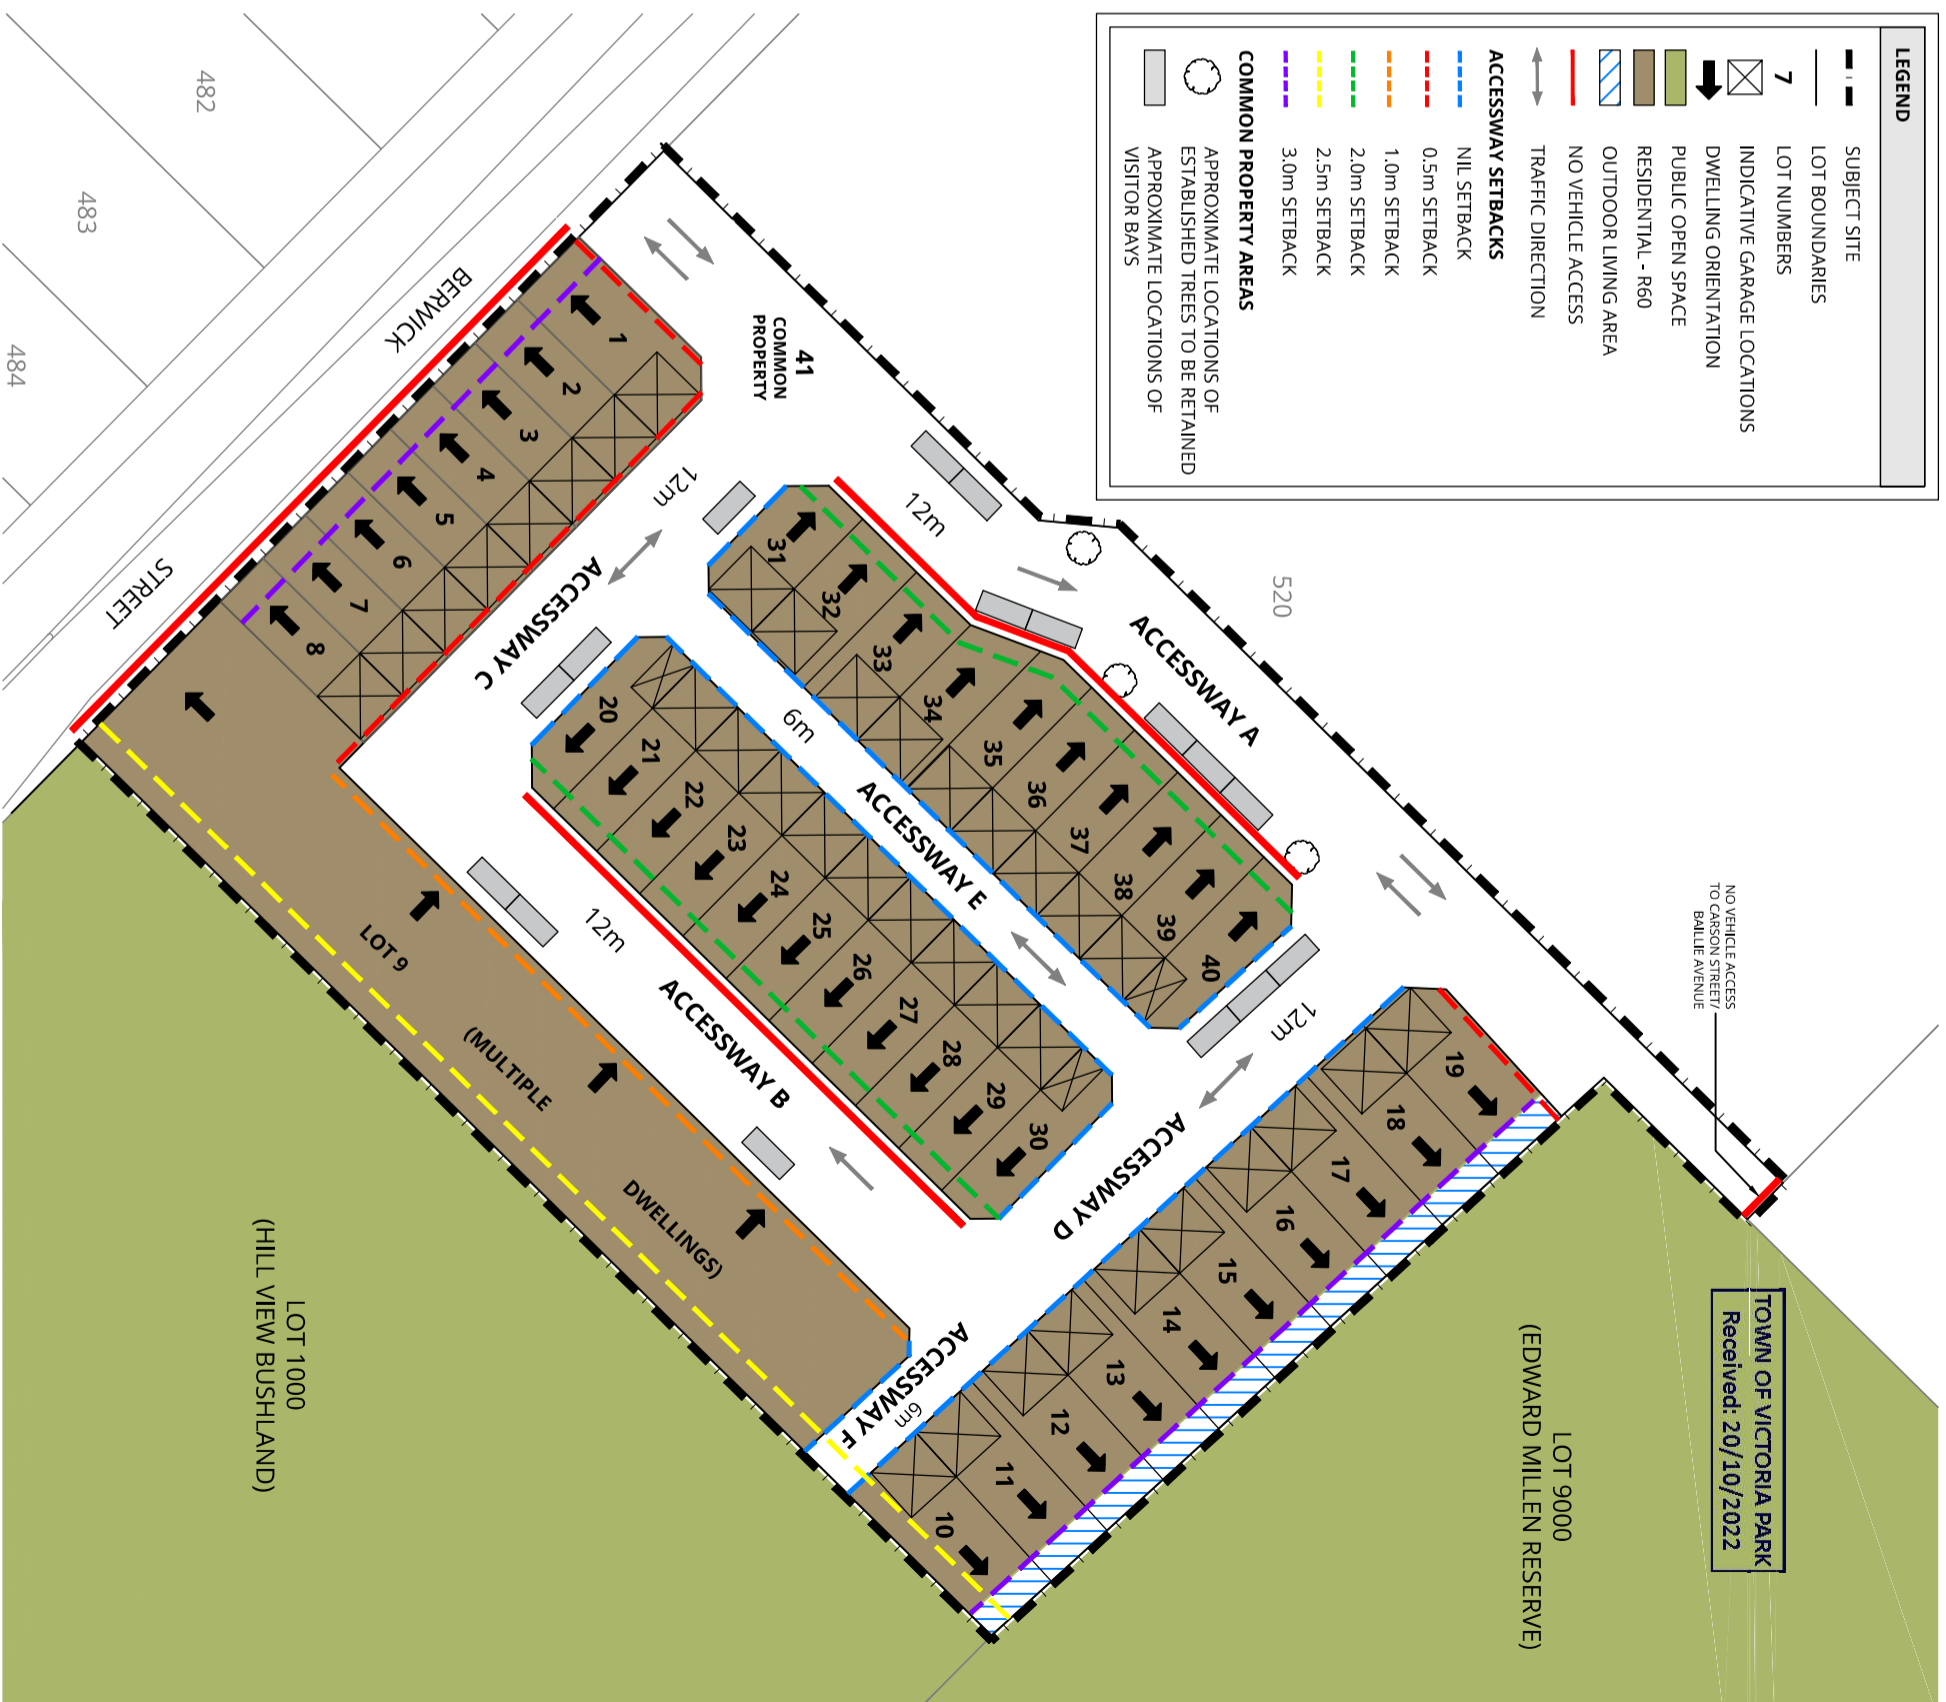 LEGEND
SUBJECT SITE
LOT BOUNDARIES
7 LOT NUMBERS
INDICATIVE GARAGE LOCATIONS
DWELLING ORIENTATION
PUBLIC OPEN SPACE
RESIDENTIAL - R60
OUTDOOR LIVING AREA
NO VEHICLE ACCESS
TRAFFIC DIRECTION
ACCESSWAY SETBACKS
NIL SETBACK
0.5m SETBACK
1.0m SETBACK
2.0m SETBACK
2.5m SETBACK
3.0m SETBACK
COMMON PROPERTY AREAS
APPROXIMATE LOCATIONS OF
ESTABLISHED TREES TO BE RETAINED
APPROXIMATE LOCATIONS OF
VISITOR BAYS
482
483
484
520
BERWICK
STREET
41
COMMON
PROPERTY
1
2
3
4
5
6
7
8
LOT 9
(MULTIPLE
DWELLINGS)
10
11
12
13
14
15
16
17
18
19
20
21
22
23
24
25
26
27
28
29
30
31
32
33
34
35
36
37
38
39
40
12m
12m
12m
12m
6m
6m
ACCESSWAY A
ACCESSWAY B
ACCESSWAY C
ACCESSWAY D
ACCESSWAY E
ACCESSWAY F
NO VEHICLE ACCESS
TO CARSON STREET/
BAILLIE AVENUE
TOWN OF VICTORIA PARK
Received: 20/10/2022
LOT 9000
(EDWARD MILLEN RESERVE)
LOT 1000
(HILL VIEW BUSHLAND)